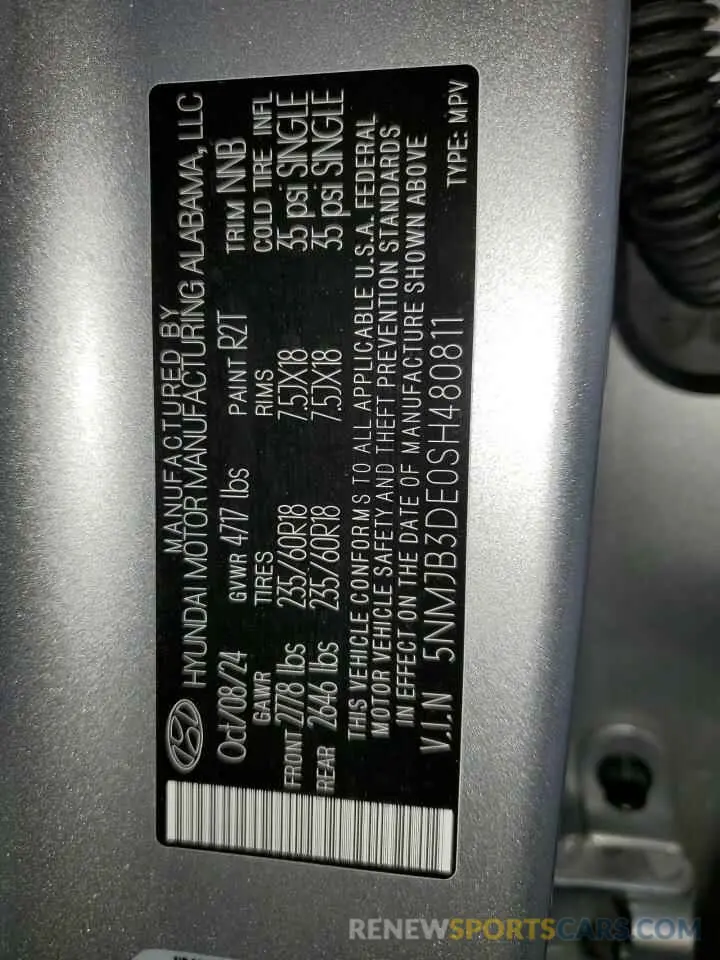 MANUFACTURED BY
HYUNDAI MOTOR MANUFACTURING ALABAMA, LLC
Oct/08/24 GVWR 4717 lbs PAINT R2T TRIM NNB
GAWR TIRES RIMS COLD TIRE INFL
FRONT 2778 lbs 235/60R18 7.5JX18 35 psi SINGLE
REAR 2646 lbs 235/60R18 7.5JX18 35 psi SINGLE
THIS VEHICLE CONFORMS TO ALL APPLICABLE U.S.A. FEDERAL
MOTOR VEHICLE SAFETY AND THEFT PREVENTION STANDARDS
IN EFFECT ON THE DATE OF MANUFACTURE SHOWN ABOVE
V.I.N 5NMJB3DE0SH480811 TYPE: MPV
RENEWSPORTSCARS.COM